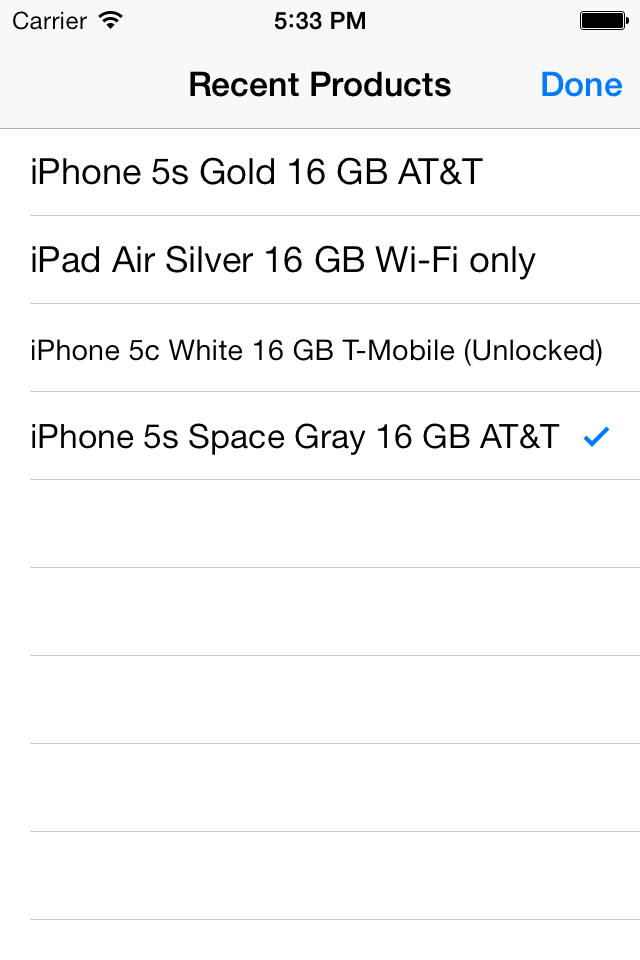 Carrier
5:33 PM
Recent Products
Done
iPhone 5s Gold 16 GB AT&T
iPad Air Silver 16 GB Wi-Fi only
iPhone 5c White 16 GB T-Mobile (Unlocked)
iPhone 5s Space Gray 16 GB AT&T